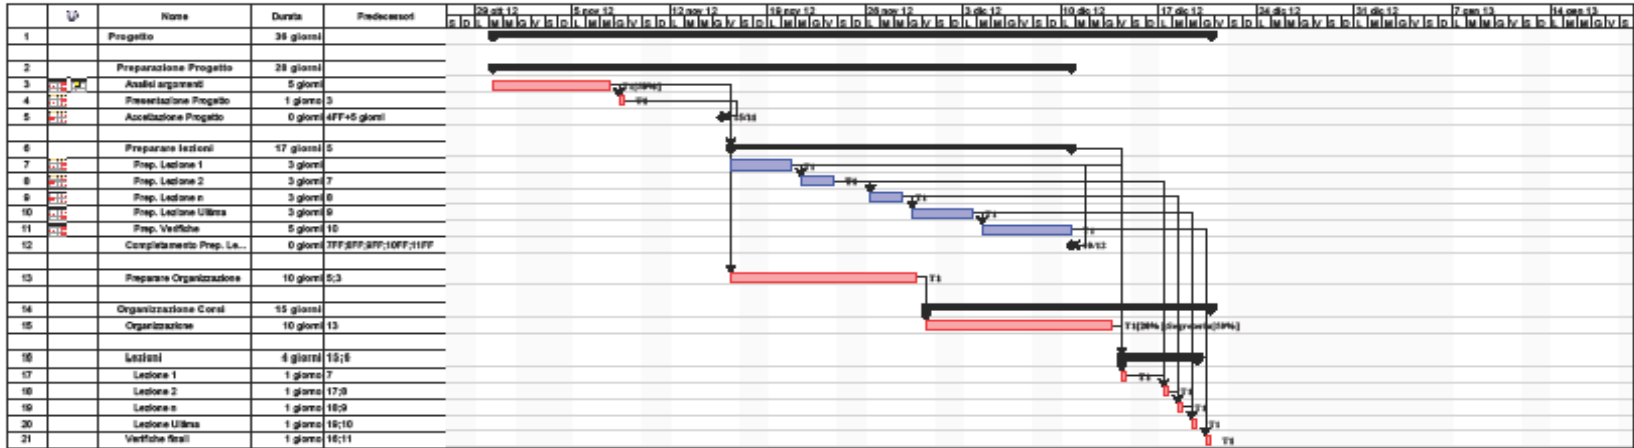 Nome Durata Predecessori 29 ott 12 5 nov 12 12 nov 12 19 nov 12 26 nov 12 3 dic 12 10 dic 12 17 dic 12 24 dic 12 31 dic 12 7 gen 13 14 gen 13
S D L M M G V S D L M M G V S D L M M G V S D L M M G V S D L M M G V S D L M M G V S D L M M G V S D L M M G V S D L M M G V S D L M M G V S D L M M G V S D L M M G V S
1 Progetto 36 giorni
2 Preparazione Progetto 28 giorni
3 Analisi argomenti 5 giorni
4 Presentazione Progetto 1 giorno 3 T1
5 Accettazione Progetto 0 giorni 4FF+5 giorni
6 Preparare lezioni 17 giorni 5
7 Prep. Lezione 1 3 giorni T1
8 Prep. Lezione 2 3 giorni 7 T1
9 Prep. Lezione n 3 giorni 8 T1
10 Prep. Lezione Ultima 3 giorni 9 T1
11 Prep. Verifiche 5 giorni 10 T1
12 Completamento Prep. Le... 0 giorni 7FF;8FF;9FF;10FF;11FF
13 Preparare Organizzazione 10 giorni 5;3 T1
14 Organizzazione Corsi 15 giorni
15 Organizzazione 10 giorni 13
16 Lezioni 4 giorni 15;6
17 Lezione 1 1 giorno 7 T1
18 Lezione 2 1 giorno 17;8 T1
19 Lezione n 1 giorno 18;9 T1
20 Lezione Ultima 1 giorno 19;10 T1
21 Verifiche finali 1 giorno 16;11 T1